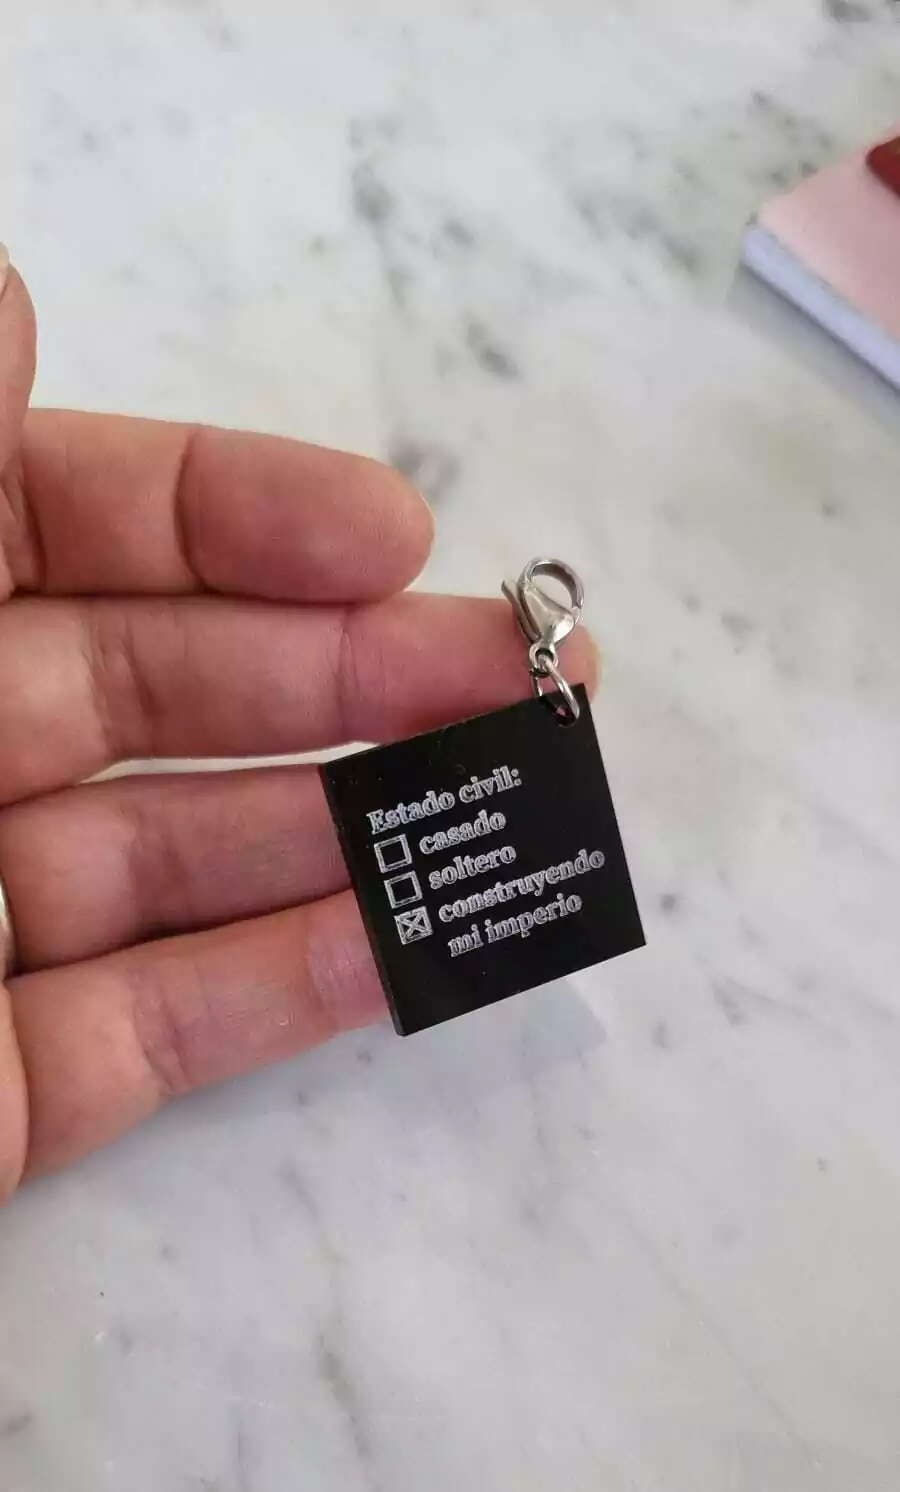 Estado civil:
☐ casado
☐ soltero
☒ construyendo
mi imperio